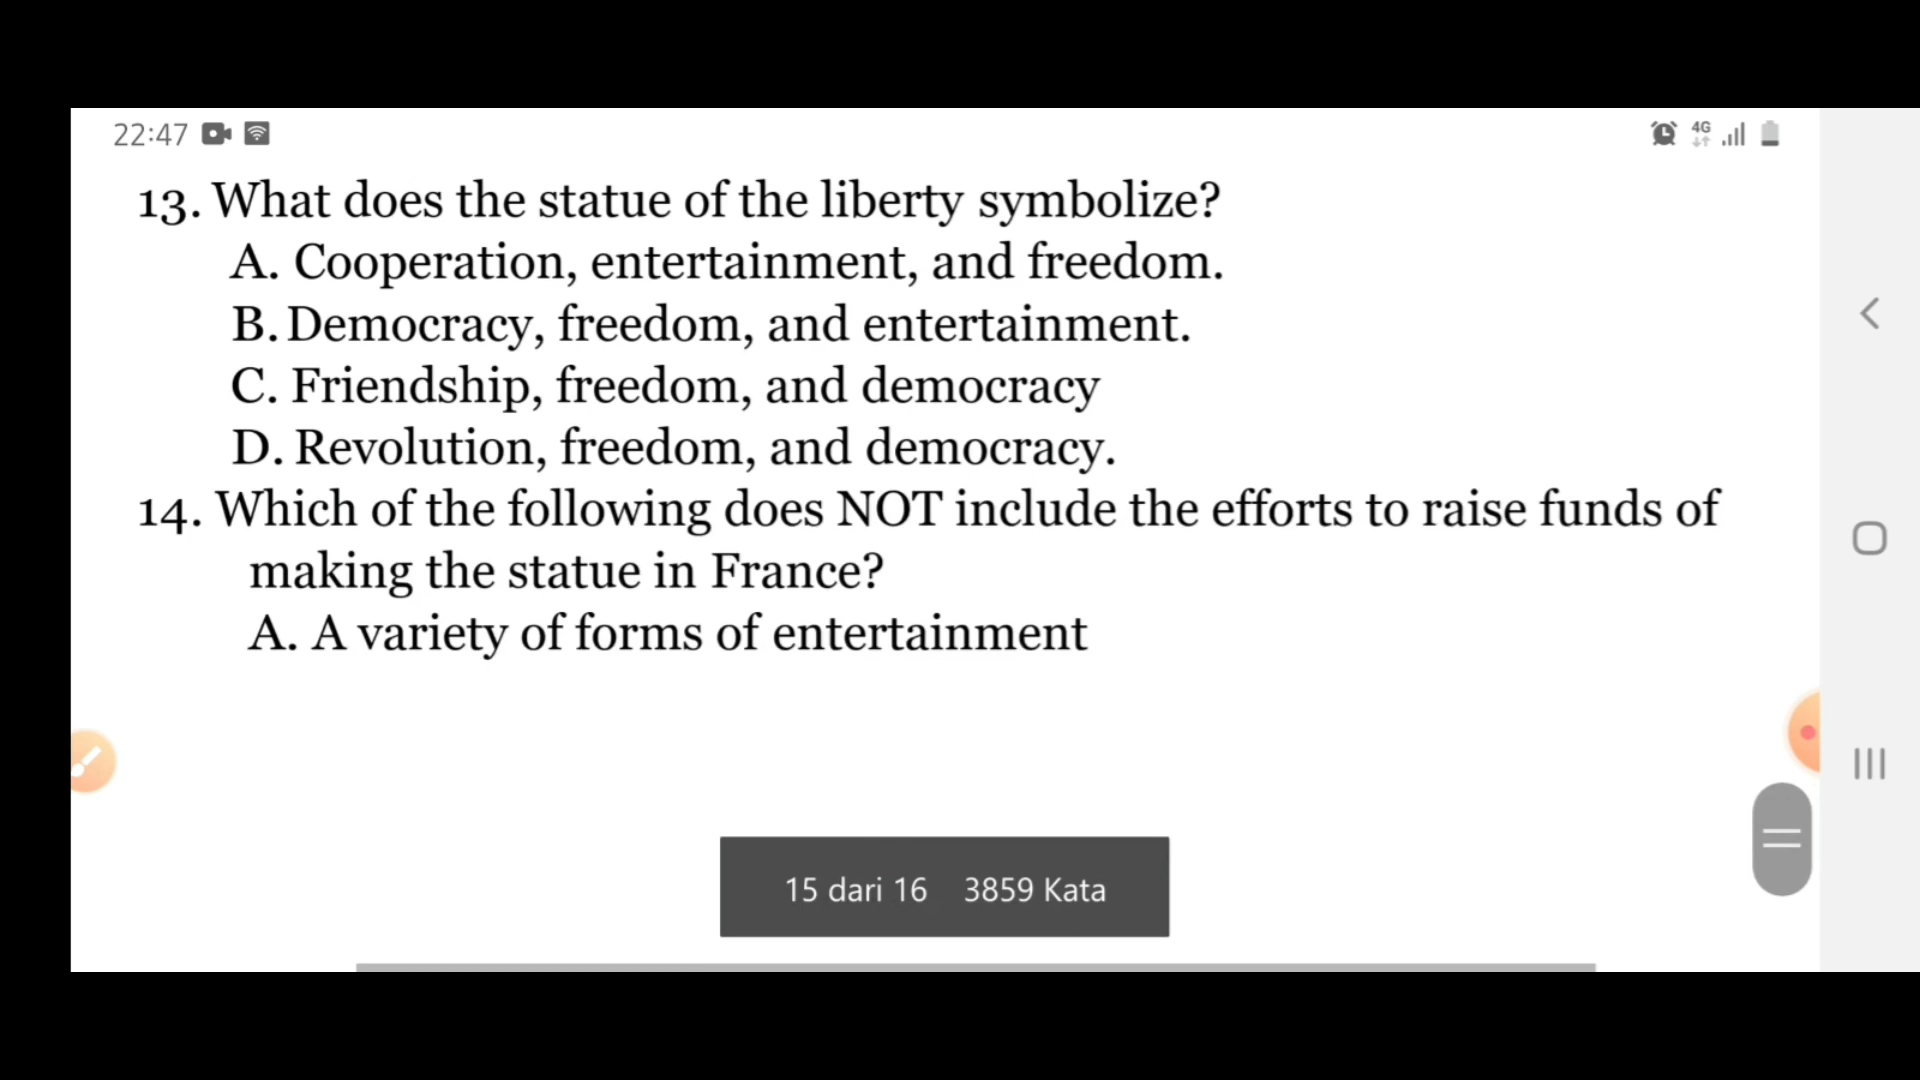 22:47
4G
13. What does the statue of the liberty symbolize?
A. Cooperation, entertainment, and freedom.
B. Democracy, freedom, and entertainment.
C. Friendship, freedom, and democracy
D. Revolution, freedom, and democracy.
14. Which of the following does NOT include the efforts to raise funds of
making the statue in France?
A. A variety of forms of entertainment
15 dari 16 3859 Kata